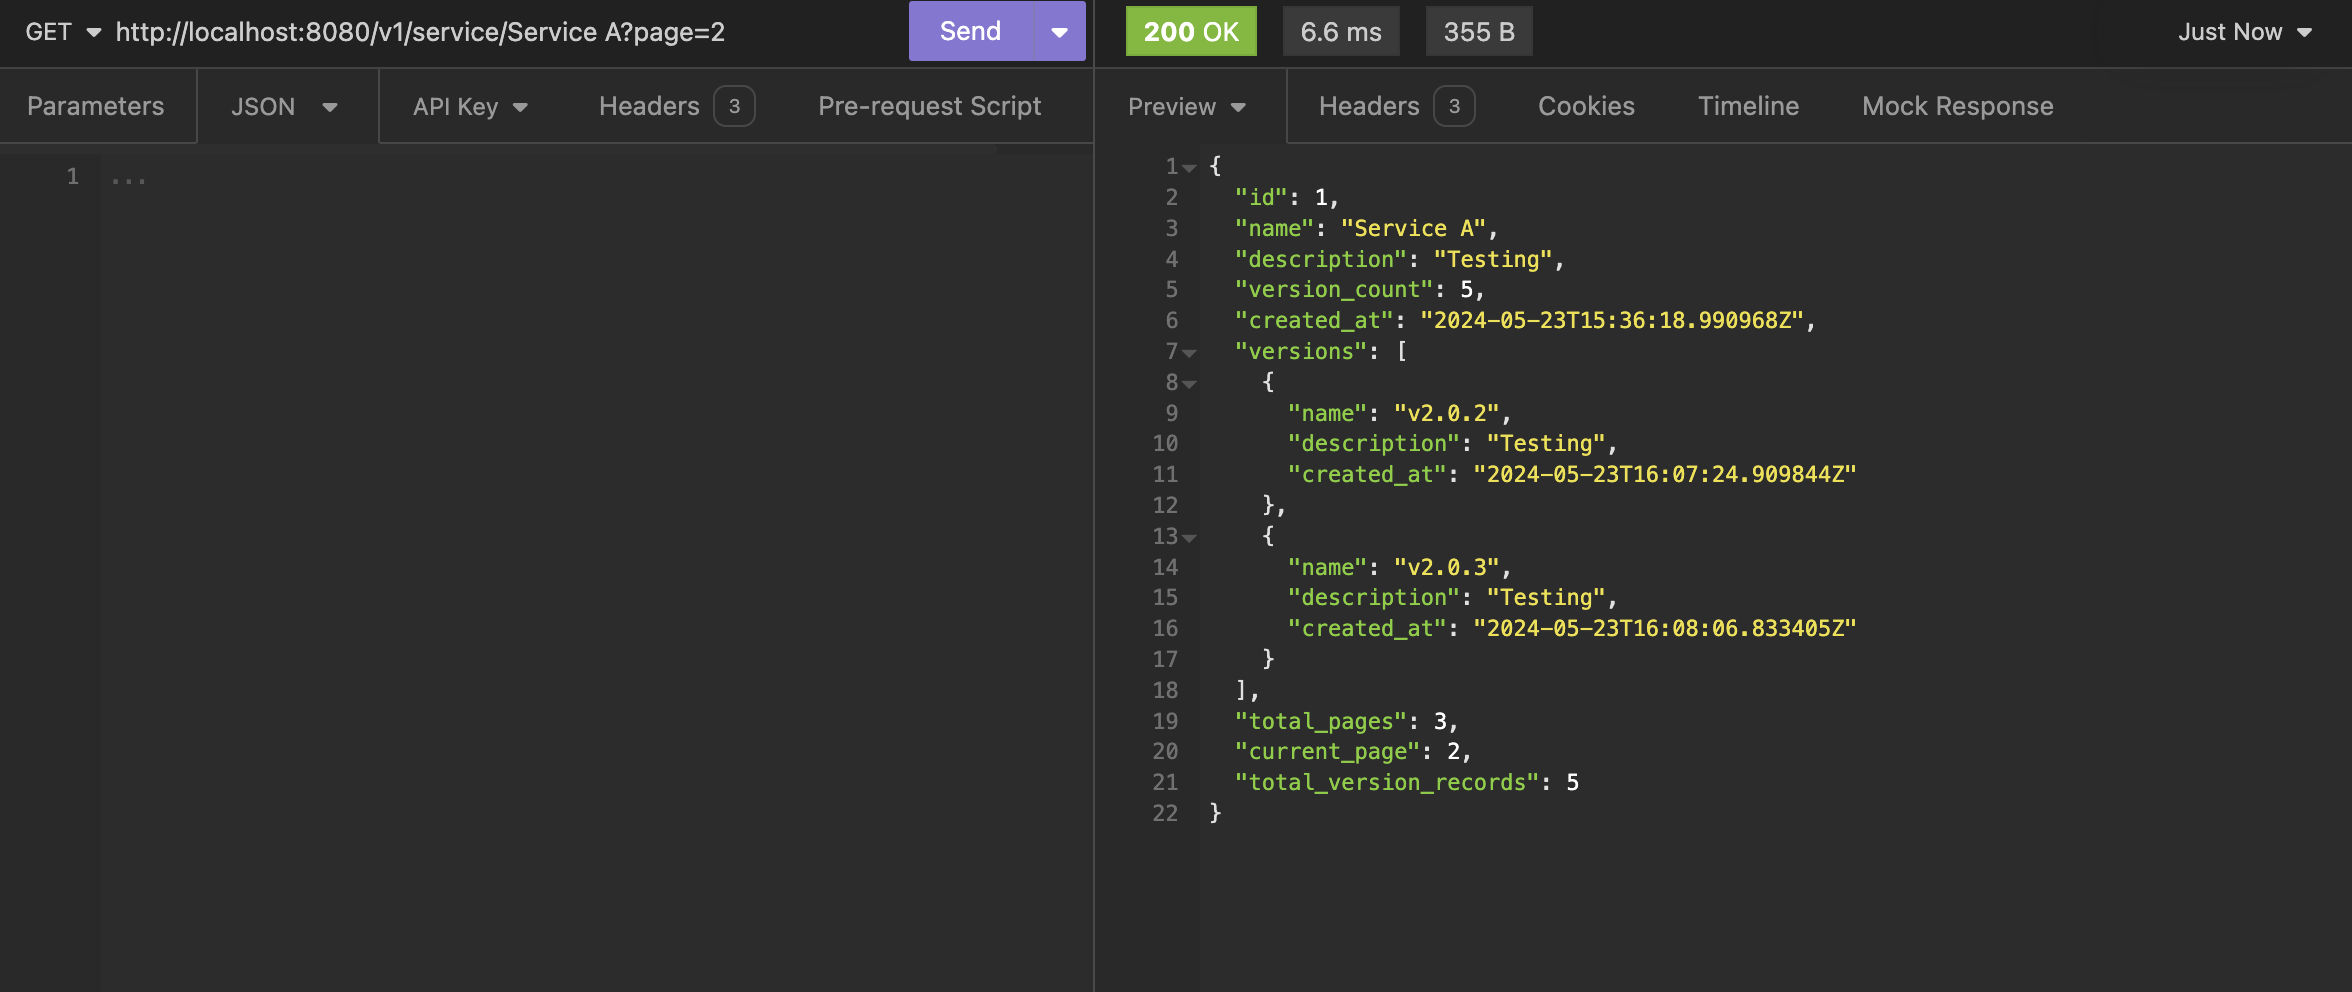 GET http://localhost:8080/v1/service/Service A?page=2 Send 200 OK 6.6 ms 355 B Just Now
Parameters JSON API Key Headers 3 Pre-request Script Preview Headers 3 Cookies Timeline Mock Response
1 ...
1 {
2 "id": 1,
3 "name": "Service A",
4 "description": "Testing",
5 "version_count": 5,
6 "created_at": "2024-05-23T15:36:18.990968Z",
7 "versions": [
8 {
9 "name": "v2.0.2",
10 "description": "Testing",
11 "created_at": "2024-05-23T16:07:24.909844Z"
12 },
13 {
14 "name": "v2.0.3",
15 "description": "Testing",
16 "created_at": "2024-05-23T16:08:06.833405Z"
17 }
18 ],
19 "total_pages": 3,
20 "current_page": 2,
21 "total_version_records": 5
22 }